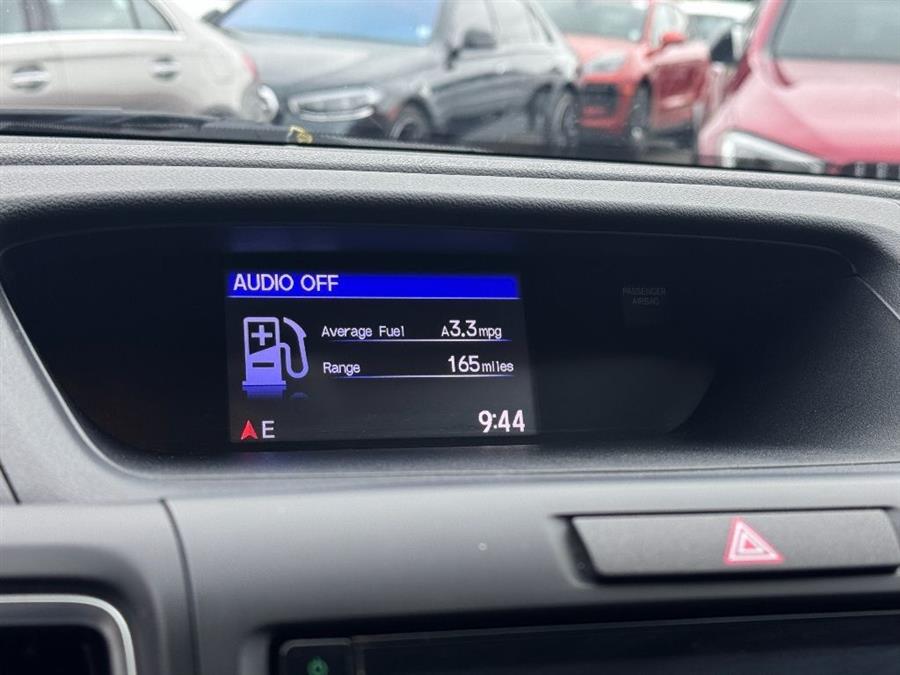 AUDIO OFF
PASSENGER
AIRBAG
Average Fuel A3.3mpg
Range 165miles
E 9:44